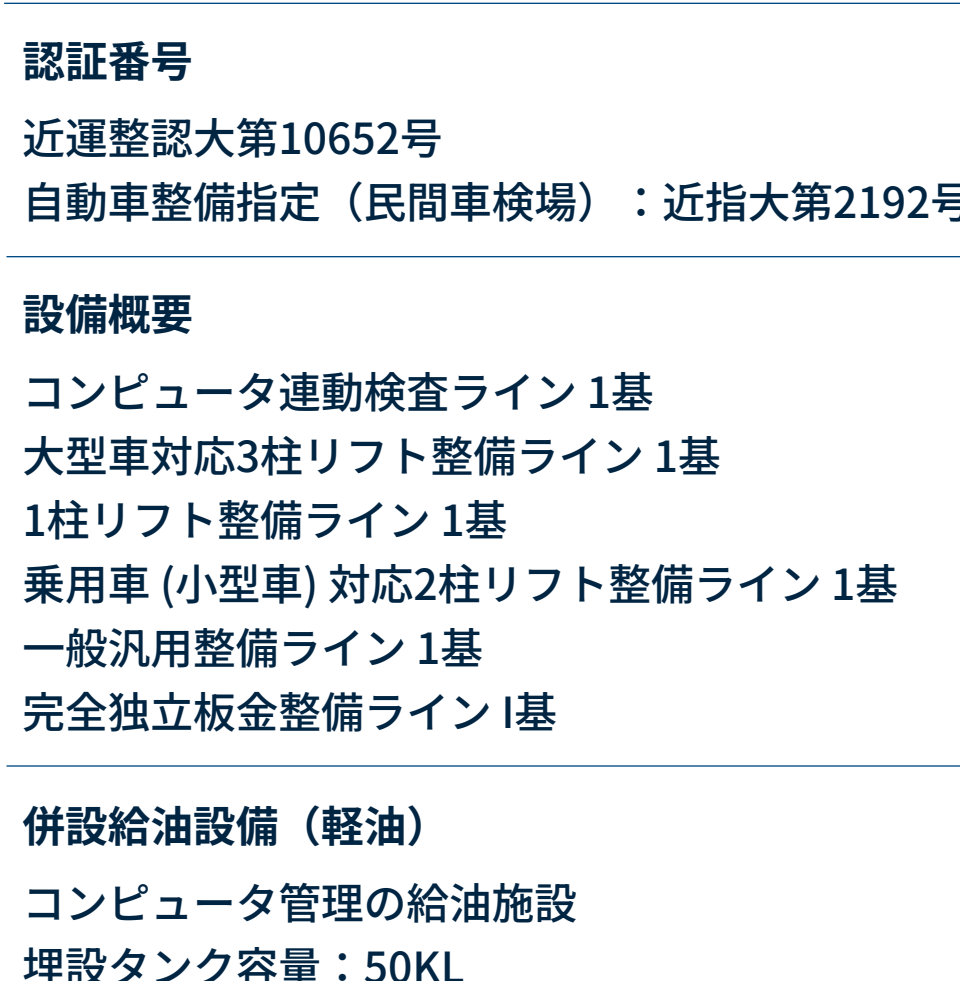 認証番号
近運整認大第10652号
自動車整備指定（民間車検場）：近指大第2192号
設備概要
コンピュータ連動検査ライン 1基
大型車対応3柱リフト整備ライン 1基
1柱リフト整備ライン 1基
乗用車 (小型車) 対応2柱リフト整備ライン 1基
一般汎用整備ライン 1基
完全独立板金整備ライン I基
併設給油設備（軽油）
コンピュータ管理の給油施設
埋設タンク容量：50KL